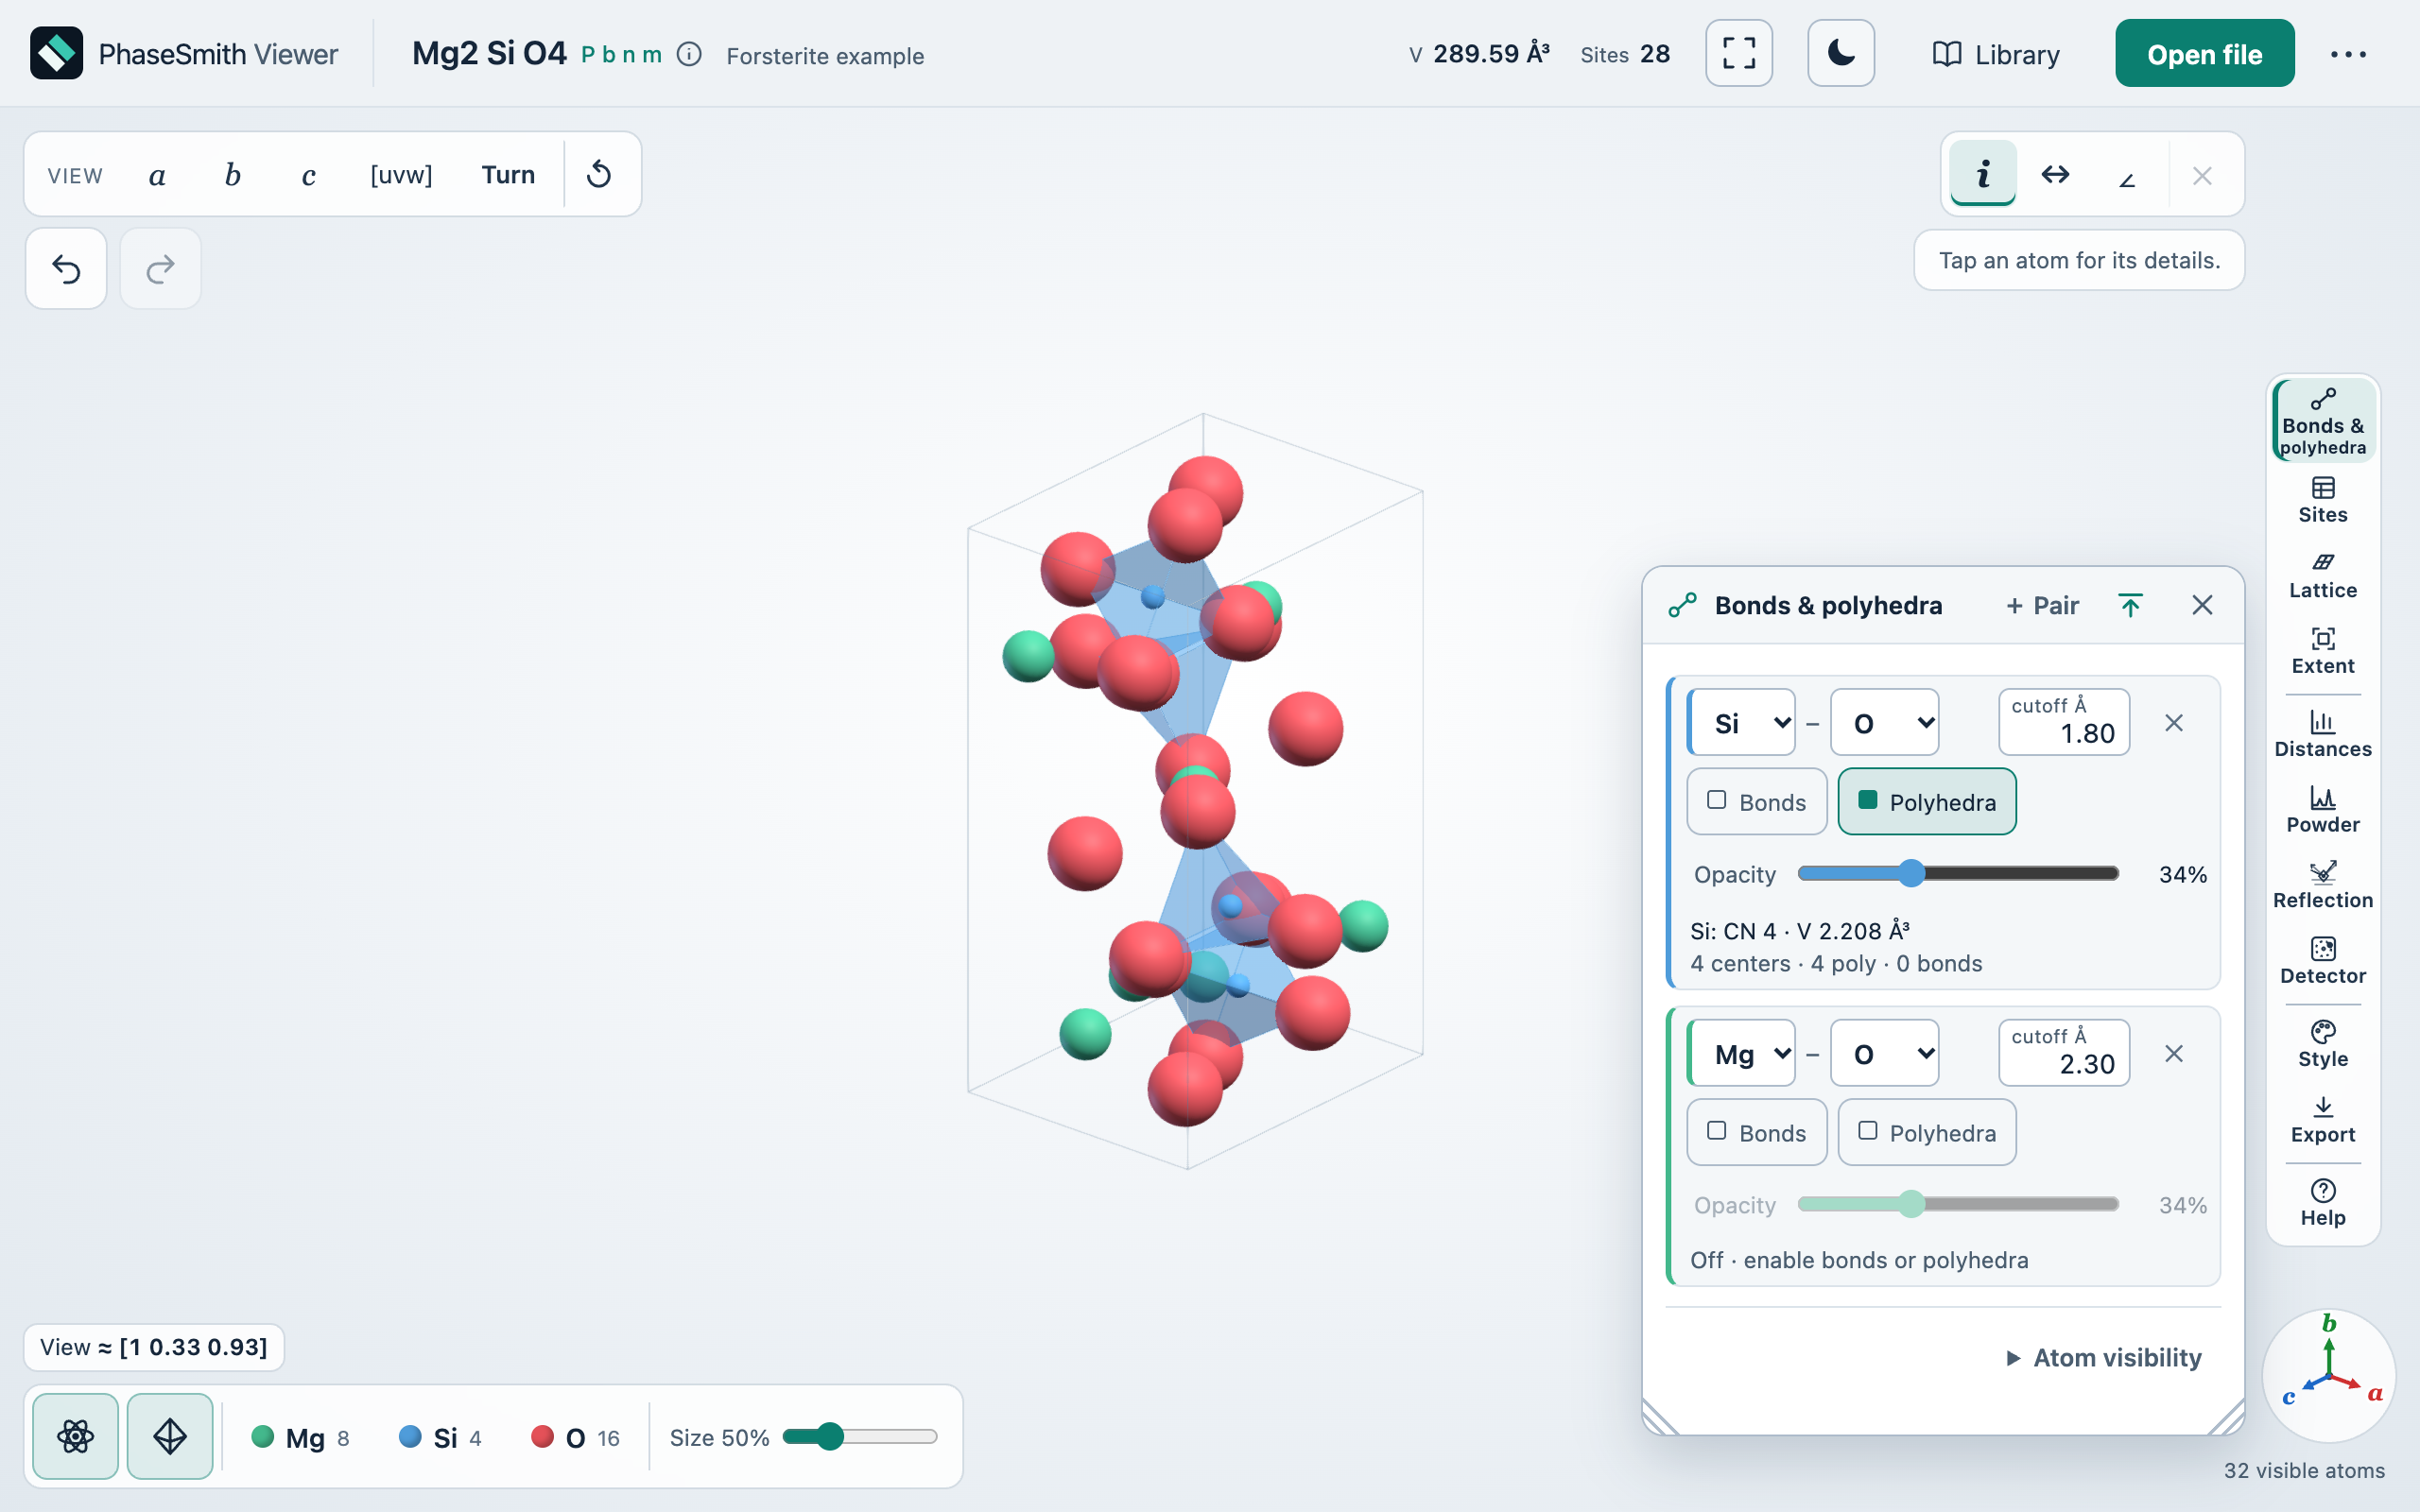 PhaseSmith Viewer
Mg2 Si O4 P b n m i Forsterite example
V 289.59 Å³ Sites 28
Library
Open file
VIEW a b c [uvw] Turn
i
Tap an atom for its details.
Bonds & polyhedra
Sites
Lattice
Extent
Distances
Powder
Reflection
Detector
Style
Export
Help
Bonds & polyhedra + Pair
Si – O cutoff Å 1.80
Bonds Polyhedra
Opacity 34%
Si: CN 4 · V 2.208 Å³
4 centers · 4 poly · 0 bonds
Mg – O cutoff Å 2.30
Bonds Polyhedra
Opacity 34%
Off · enable bonds or polyhedra
Atom visibility
View ≈ [1 0.33 0.93]
Mg 8 Si 4 O 16 Size 50%
b
c a
32 visible atoms